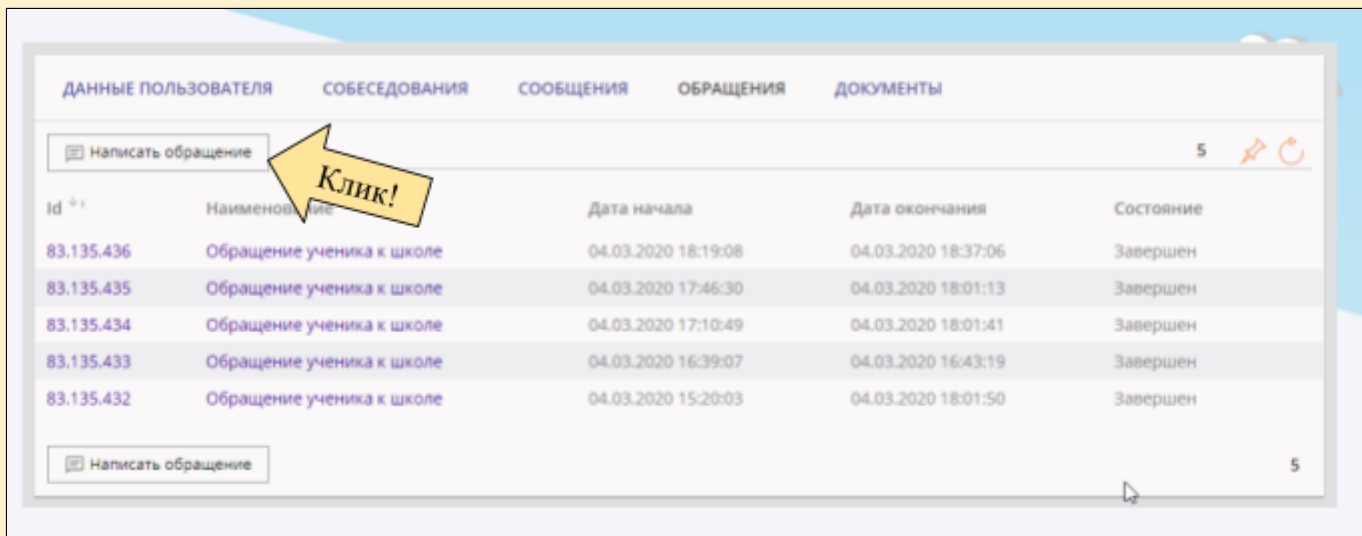 ДАННЫЕ ПОЛЬЗОВАТЕЛЯ СОБЕСЕДОВАНИЯ СООБЩЕНИЯ ОБРАЩЕНИЯ ДОКУМЕНТЫ
Написать обращение 5
Клик!
Id Наименование Дата начала Дата окончания Состояние
83.135.436 Обращение ученика к школе 04.03.2020 18:19:08 04.03.2020 18:37:06 Завершен
83.135.435 Обращение ученика к школе 04.03.2020 17:46:30 04.03.2020 18:01:13 Завершен
83.135.434 Обращение ученика к школе 04.03.2020 17:10:49 04.03.2020 18:01:41 Завершен
83.135.433 Обращение ученика к школе 04.03.2020 16:39:07 04.03.2020 16:43:19 Завершен
83.135.432 Обращение ученика к школе 04.03.2020 15:20:03 04.03.2020 18:01:50 Завершен
Написать обращение 5